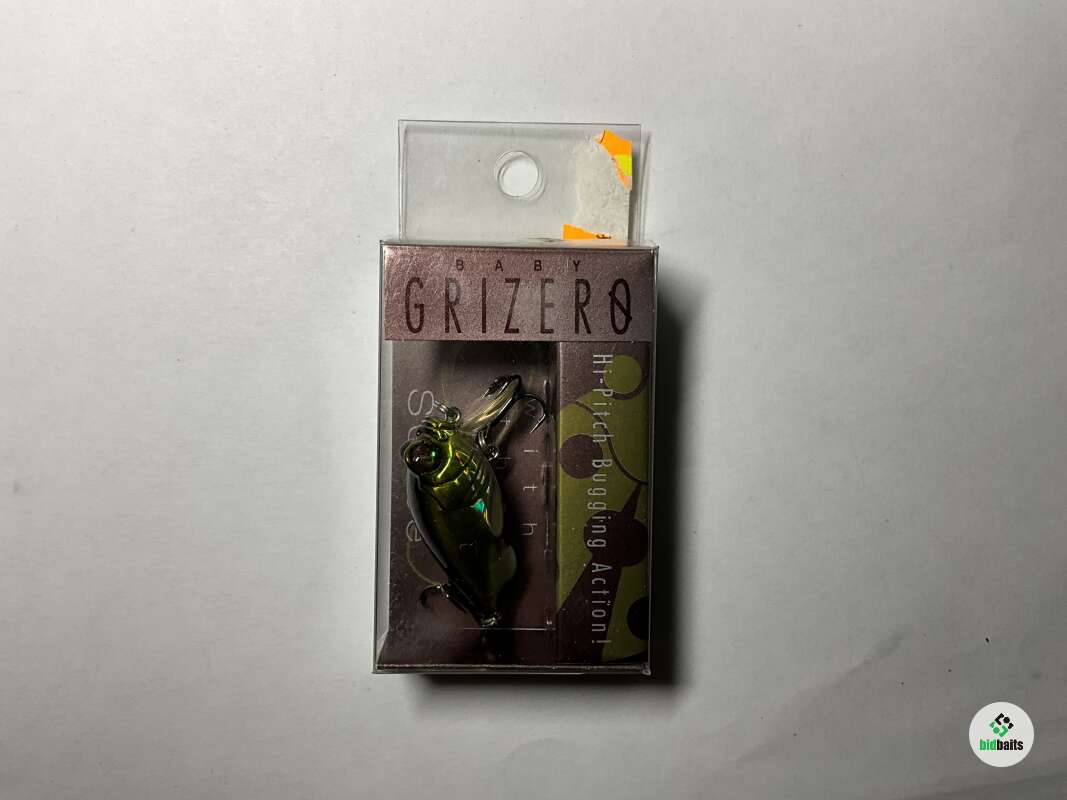 BABY
GRIZERO
Hi-Pitch Bugging Action!
with
bidbaits